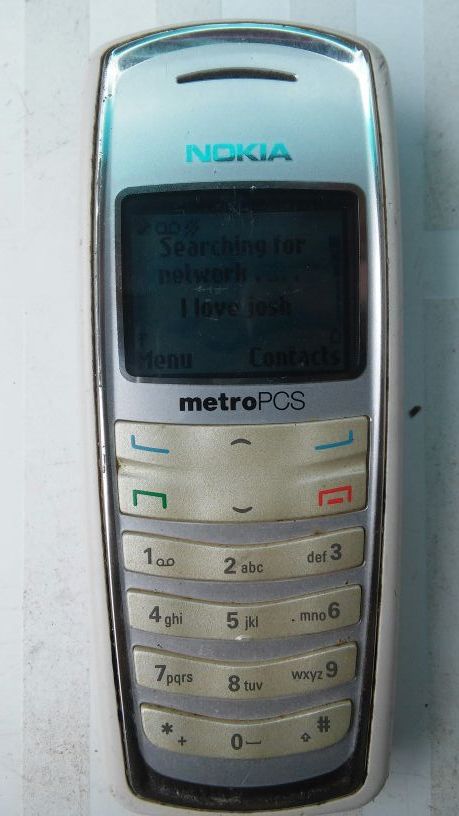 NOKIA
Searching for
network . . . .
I love josh
Menu Contacts
metroPCS
1 2 abc def 3
4 ghi 5 jkl . mno 6
7 pqrs 8 tuv wxyz 9
* + 0 #